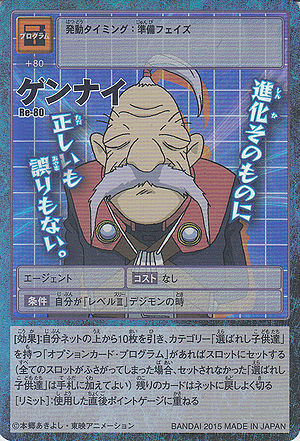 プログラム
発動タイミング：準備フェイズ
+80
ゲンナイ
Re-80
進化そのものに
正しいも
誤りもない。
エージェント
コスト なし
条件 自分が「レベルⅢ」デジモンの時
[効果]:自分ネットの上から10枚を引き、カテゴリー「選ばれし子供達」
を持つ「オプションカード・プログラム」があればスロットにセットする
(全てのスロットがふさがってしまった場合、セットされなかった「選ばれし
子供達」は手札に加えてよい) 残りのカードはネットに戻しよく切る
[リミット]:使用した直後ポイントゲージに重ねる
©本郷あきよし・東映アニメーション
BANDAI 2015 MADE IN JAPAN